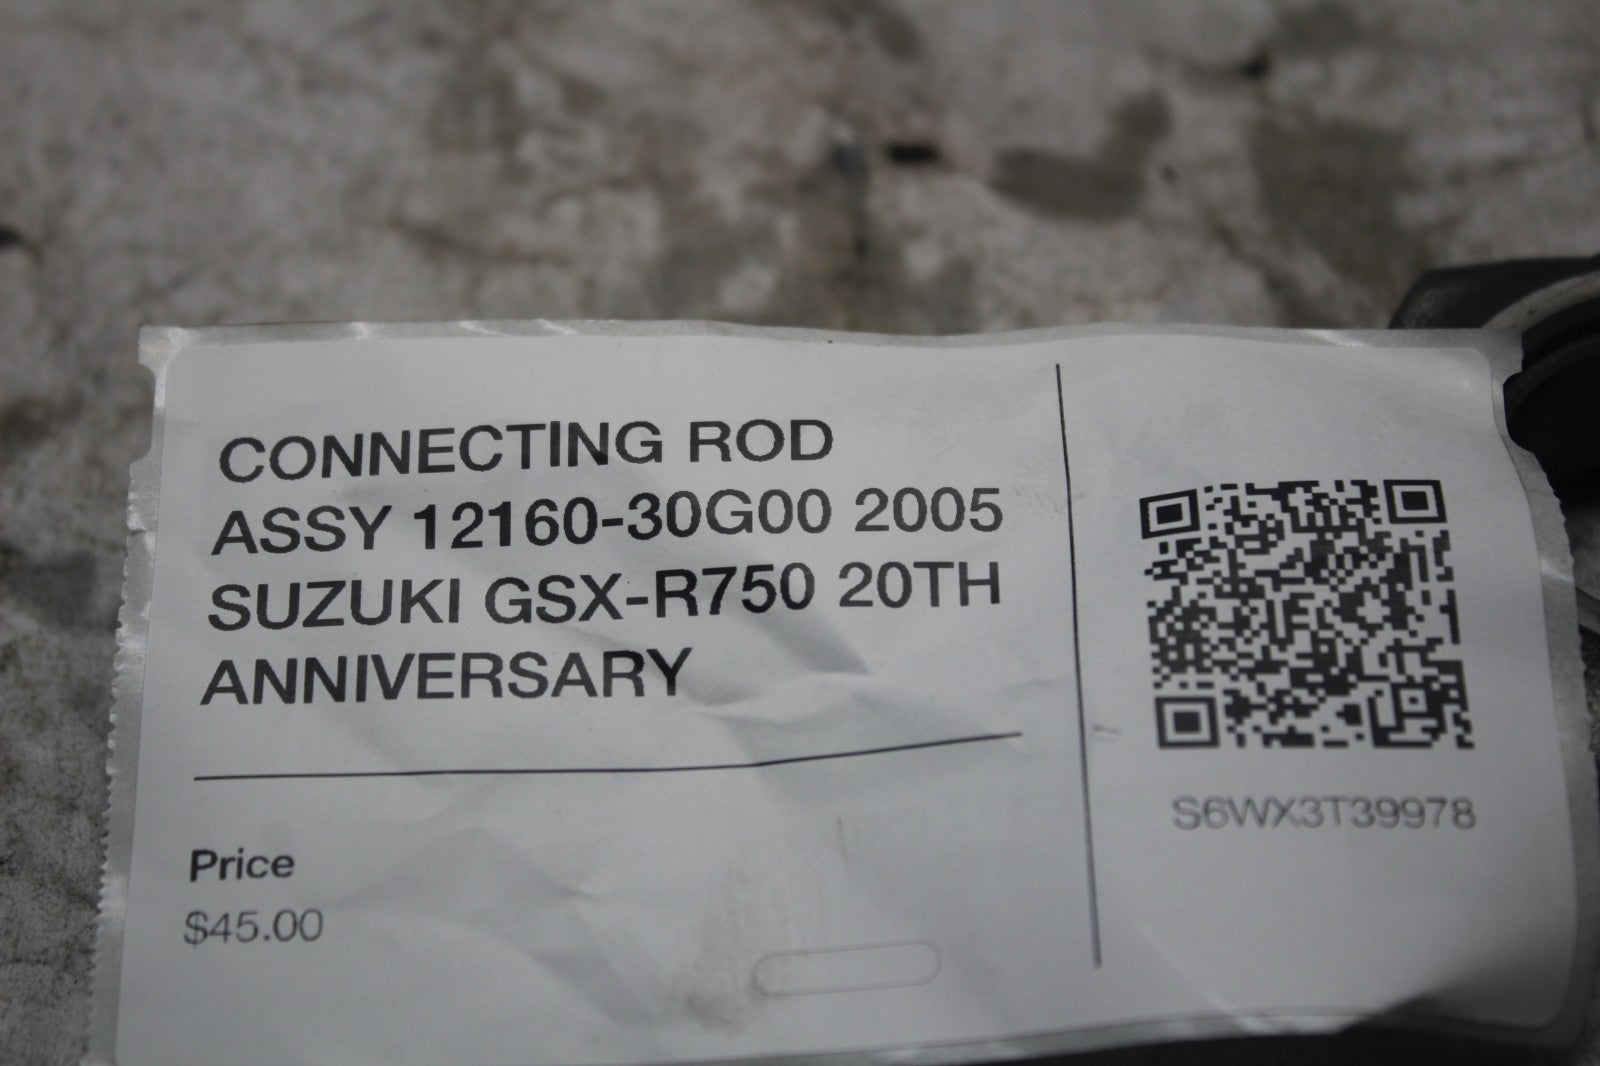 CONNECTING ROD
ASSY 12160-30G00 2005
SUZUKI GSX-R750 20TH
ANNIVERSARY
Price
$45.00
S6WX3T39978